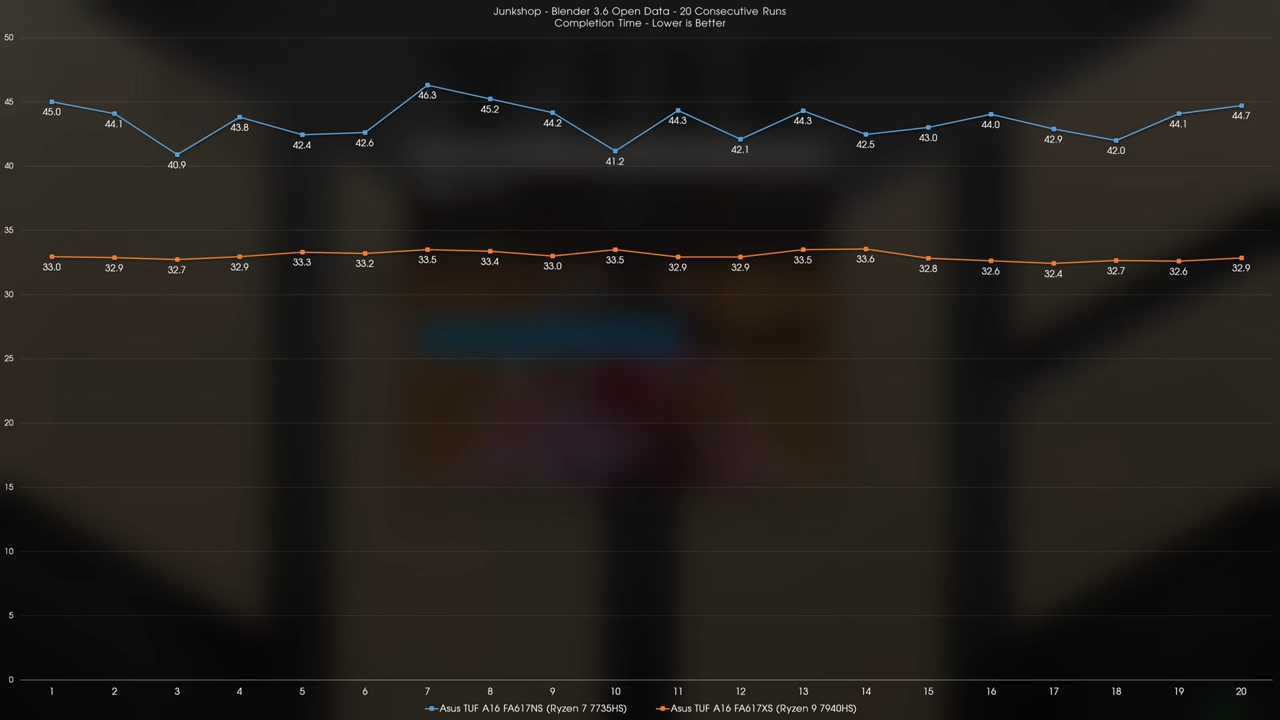 Junkshop - Blender 3.6 Open Data - 20 Consecutive Runs
Completion Time - Lower is Better
50
45
40
35
30
25
20
15
10
5
0
45.0 44.1 40.9 43.8 42.4 42.6 46.3 45.2 44.2 41.2 44.3 42.1 44.3 42.5 43.0 44.0 42.9 42.0 44.1 44.7
33.0 32.9 32.7 32.9 33.3 33.2 33.5 33.4 33.0 33.5 32.9 32.9 33.5 33.6 32.8 32.6 32.4 32.7 32.6 32.9
1 2 3 4 5 6 7 8 9 10 11 12 13 14 15 16 17 18 19 20
Asus TUF A16 FA617NS (Ryzen 7 7735HS) Asus TUF A16 FA617XS (Ryzen 9 7940HS)